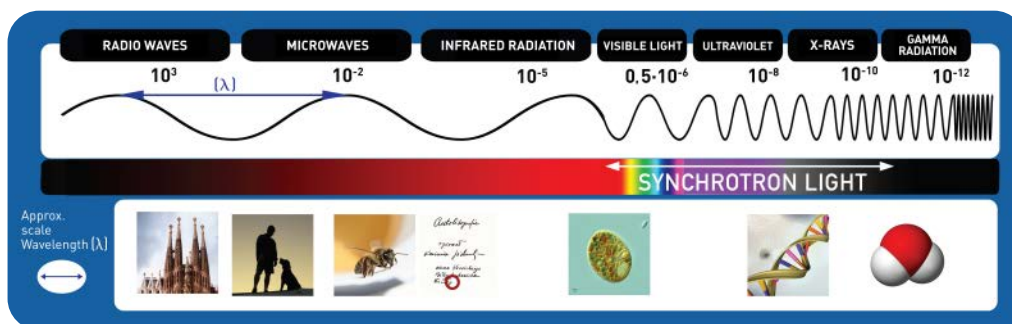 RADIO WAVES
MICROWAVES
INFRARED RADIATION
VISIBLE LIGHT
ULTRAVIOLET
X-RAYS
GAMMA
RADIATION
10³
10⁻²
10⁻⁵
0,5·10⁻⁶
10⁻⁸
10⁻¹⁰
10⁻¹²
(λ)
SYNCHROTRON LIGHT
Approx.
scale
Wavelength (λ)